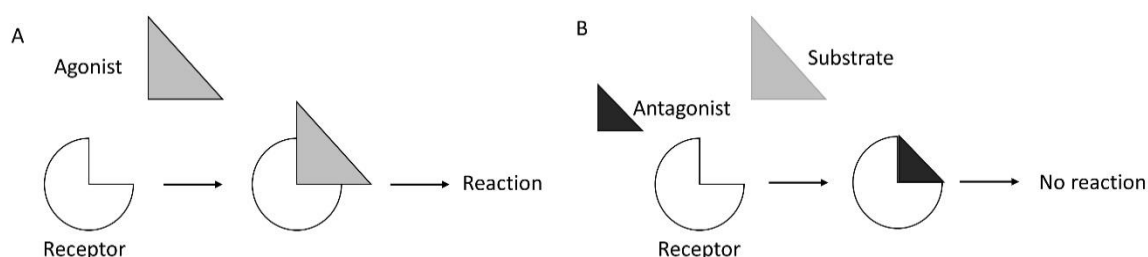 A
Agonist
Receptor
Reaction
B
Substrate
Antagonist
Receptor
No reaction